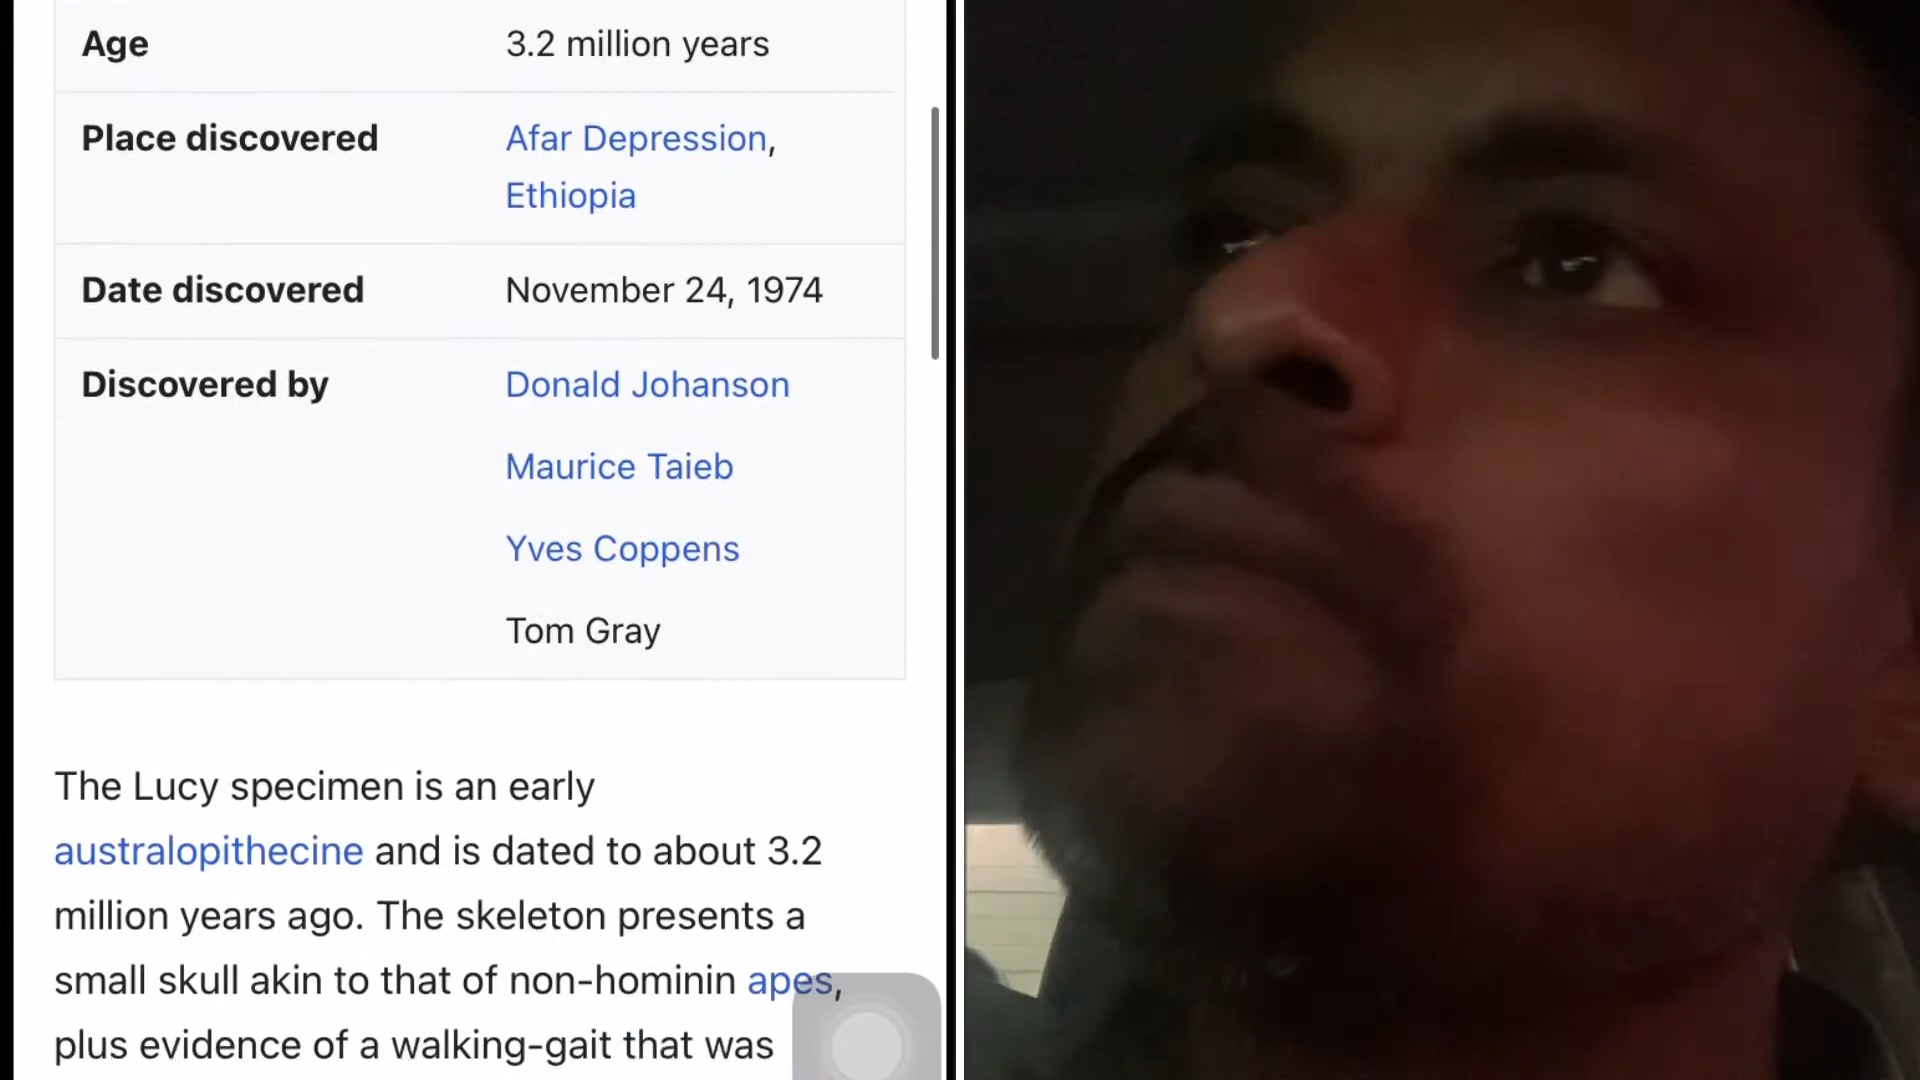 Age 3.2 million years
Place discovered Afar Depression,
Ethiopia
Date discovered November 24, 1974
Discovered by Donald Johanson
Maurice Taieb
Yves Coppens
Tom Gray
The Lucy specimen is an early
australopithecine and is dated to about 3.2
million years ago. The skeleton presents a
small skull akin to that of non-hominin apes,
plus evidence of a walking-gait that was